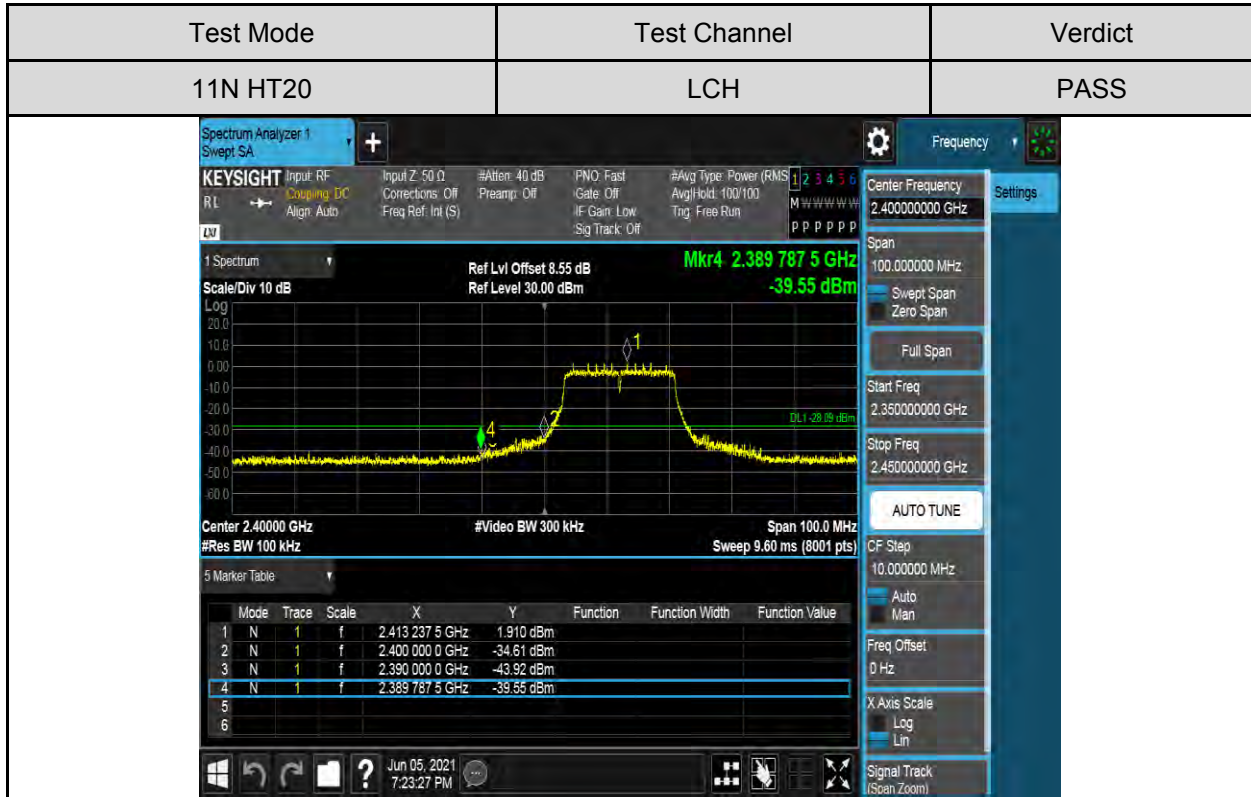 Test Mode Test Channel Verdict
11N HT20 LCH PASS
Spectrum Analyzer 1
Swept SA
+
Frequency
KEYSIGHT Input: RF Input Z: 50 Ω #Atten: 40 dB PNO: Fast #Avg Type: Power (RMS 1 2 3 4 5 6
RL Coupling: DC Corrections: Off Preamp: Off Gate: Off Avg|Hold: 100/100 M W W W W W
Align: Auto Freq Ref: Int (S) IF Gain: Low Trig: Free Run
Sig Track: Off P P P P P P
LXI
Center Frequency
2.400000000 GHz
Settings
1 Spectrum
Ref Lvl Offset 8.55 dB Mkr4 2.389 787 5 GHz
Scale/Div 10 dB Ref Level 30.00 dBm -39.55 dBm
Log
20.0
10.0
0.00
-10.0
-20.0
-30.0
-40.0
-50.0
-60.0
1
2
4
DL1 -28.09 dBm
Center 2.40000 GHz #Video BW 300 kHz Span 100.0 MHz
#Res BW 100 kHz Sweep 9.60 ms (8001 pts)
Span
100.000000 MHz
Swept Span
Zero Span
Full Span
Start Freq
2.350000000 GHz
Stop Freq
2.450000000 GHz
AUTO TUNE
CF Step
10.000000 MHz
Auto
Man
Freq Offset
0 Hz
X Axis Scale
Log
Lin
Signal Track
(Span Zoom)
5 Marker Table
Mode Trace Scale X Y Function Function Width Function Value
1 N 1 f 2.413 237 5 GHz 1.910 dBm
2 N 1 f 2.400 000 0 GHz -34.61 dBm
3 N 1 f 2.390 000 0 GHz -43.92 dBm
4 N 1 f 2.389 787 5 GHz -39.55 dBm
5
6
?
Jun 05, 2021
7:23:27 PM